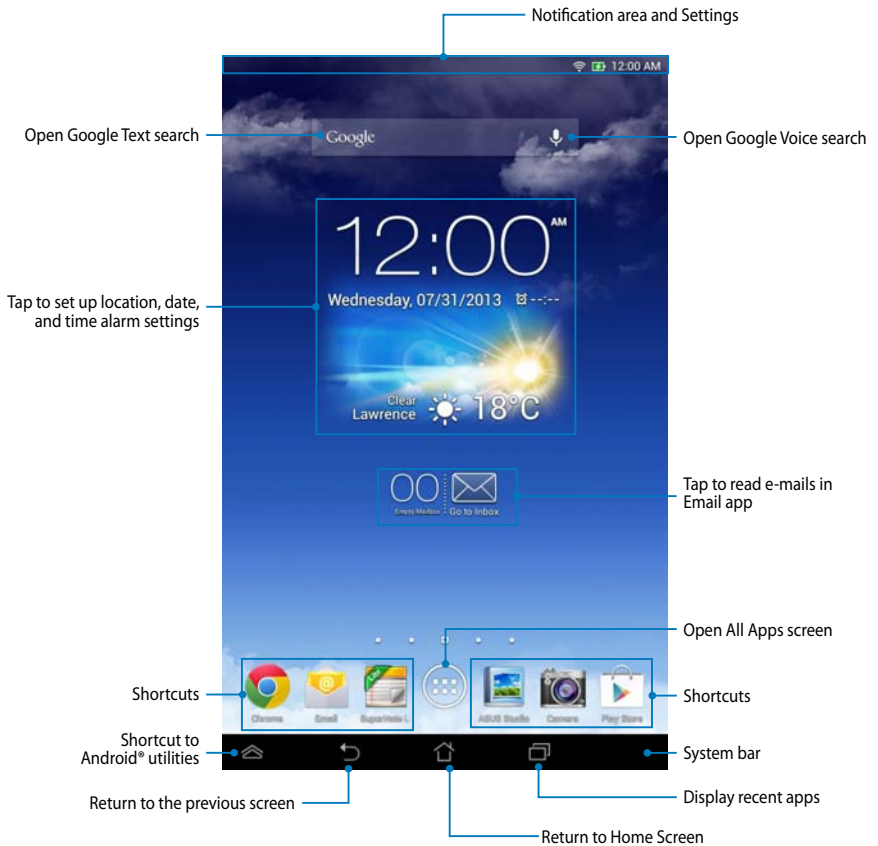 Notification area and Settings
12:00 AM
Open Google Text search
Google
Open Google Voice search
12:00 AM
Wednesday, 07/31/2013 --:--
Tap to set up location, date,
and time alarm settings
Clear
Lawrence
18°C
00
Empty Mailbox
Go to Inbox
Tap to read e-mails in
Email app
Open All Apps screen
Shortcuts
Lite
Chrome
Email
SuperNote L
ASUS Studio
Camera
Play Store
Shortcuts
Shortcut to
Android® utilities
System bar
Return to the previous screen
Display recent apps
Return to Home Screen